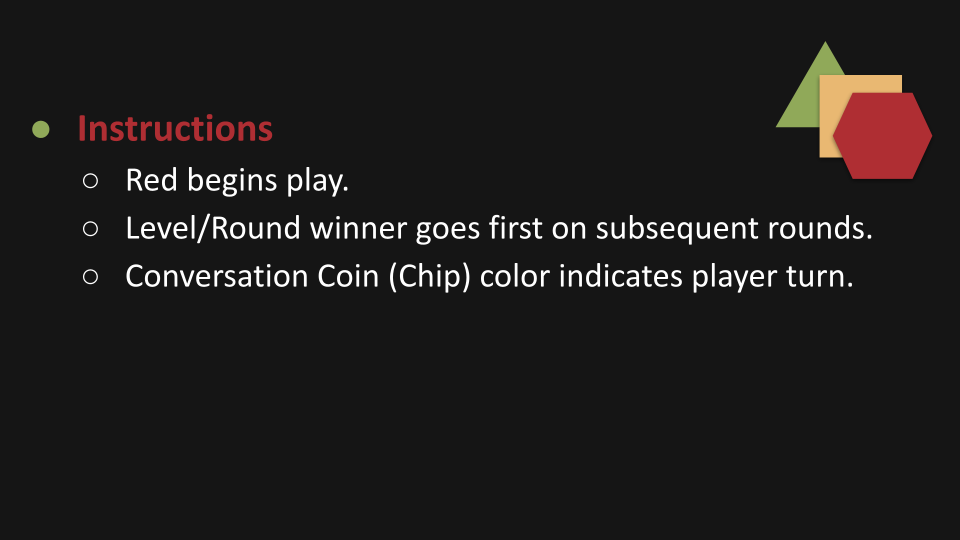 ● Instructions
○ Red begins play.
○ Level/Round winner goes first on subsequent rounds.
○ Conversation Coin (Chip) color indicates player turn.